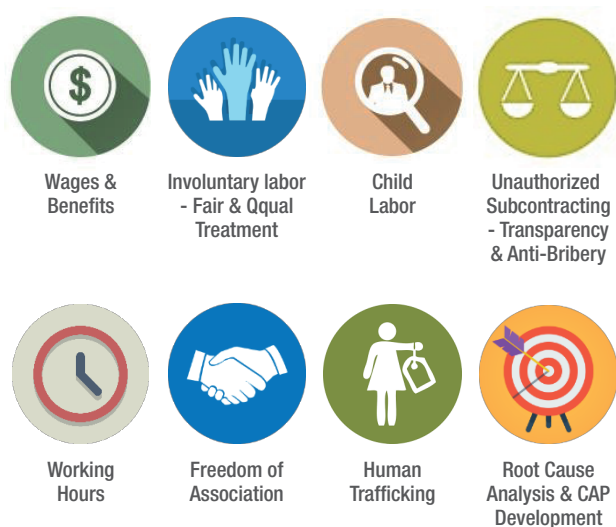 $
Wages &
Benefits
Involuntary labor
- Fair & Qqual
Treatment
Child
Labor
Unauthorized
Subcontracting
- Transparency
& Anti-Bribery
Working
Hours
Freedom of
Association
Human
Trafficking
Root Cause
Analysis & CAP
Development